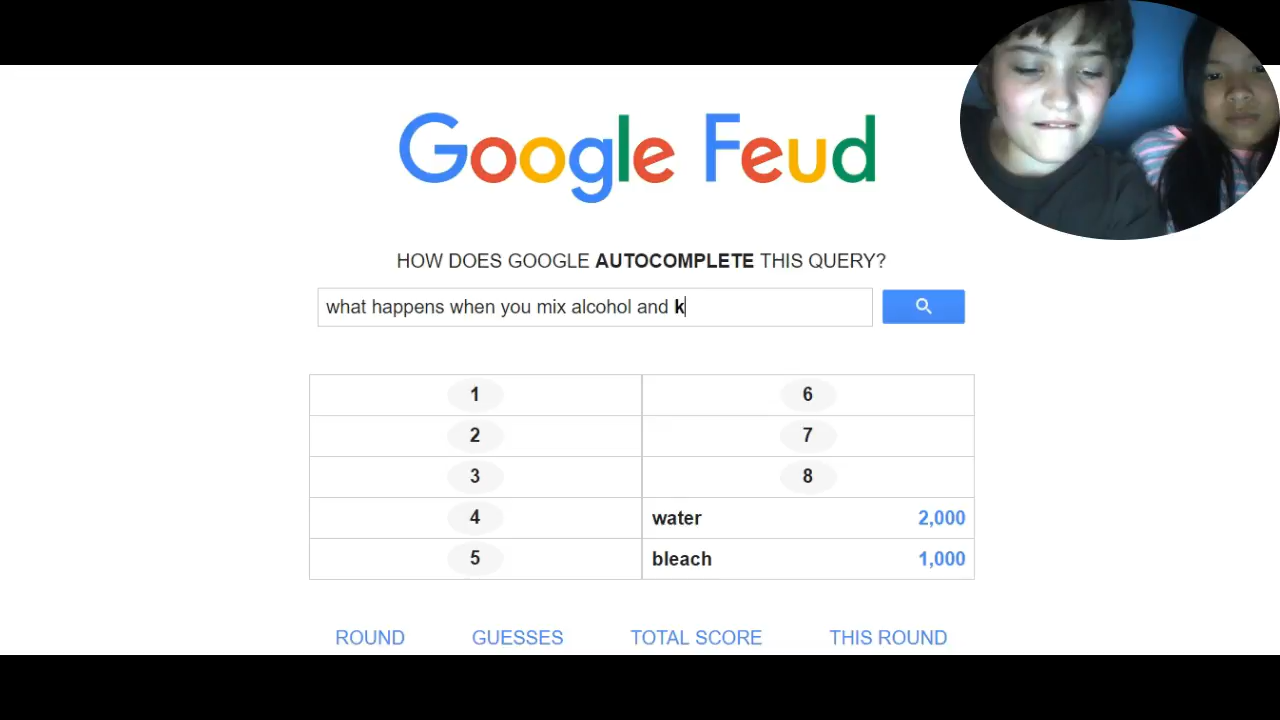 Google Feud
HOW DOES GOOGLE AUTOCOMPLETE THIS QUERY?
what happens when you mix alcohol and k
1
6
2
7
3
8
4
water 2,000
5
bleach 1,000
ROUND GUESSES TOTAL SCORE THIS ROUND